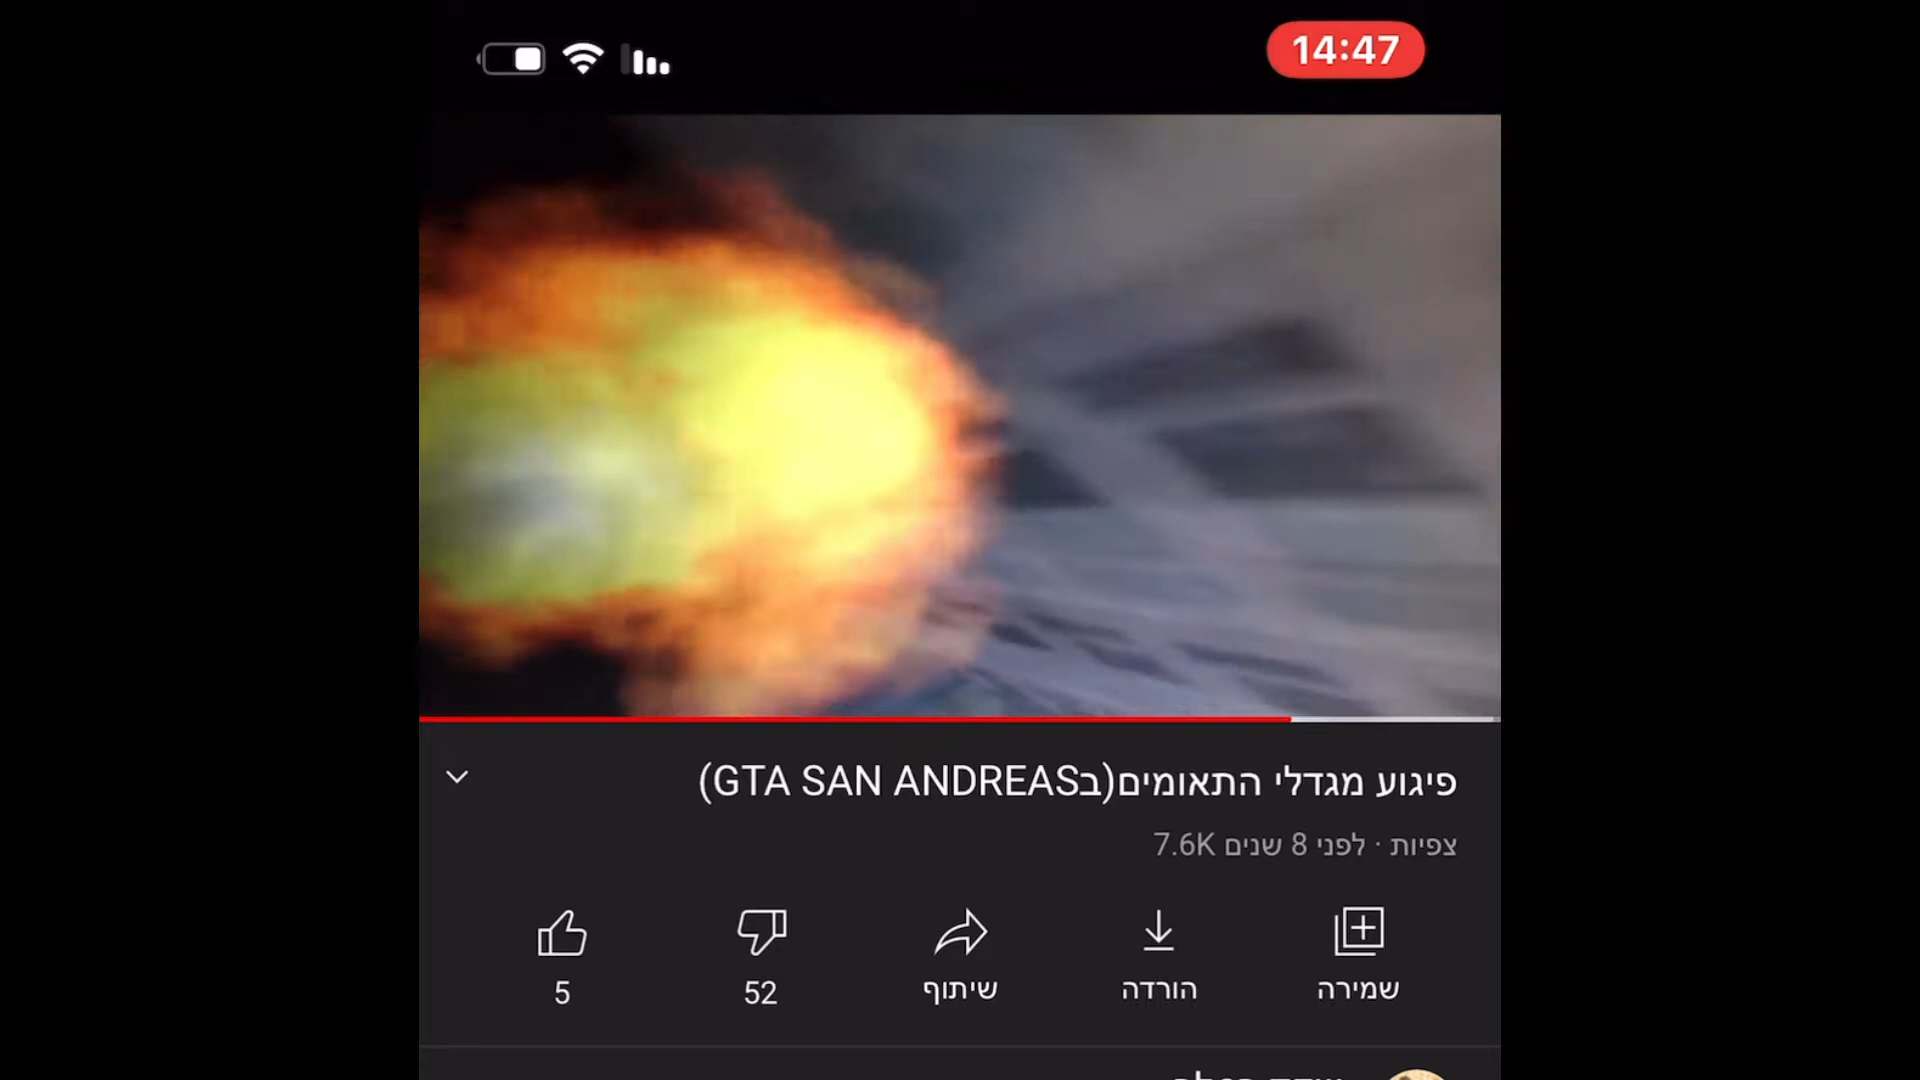 14:47
פיגוע מגדלי התאומים(בGTA SAN ANDREAS)
7.6K צפיות · לפני 8 שנים
5
52
שיתוף
הורדה
שמירה